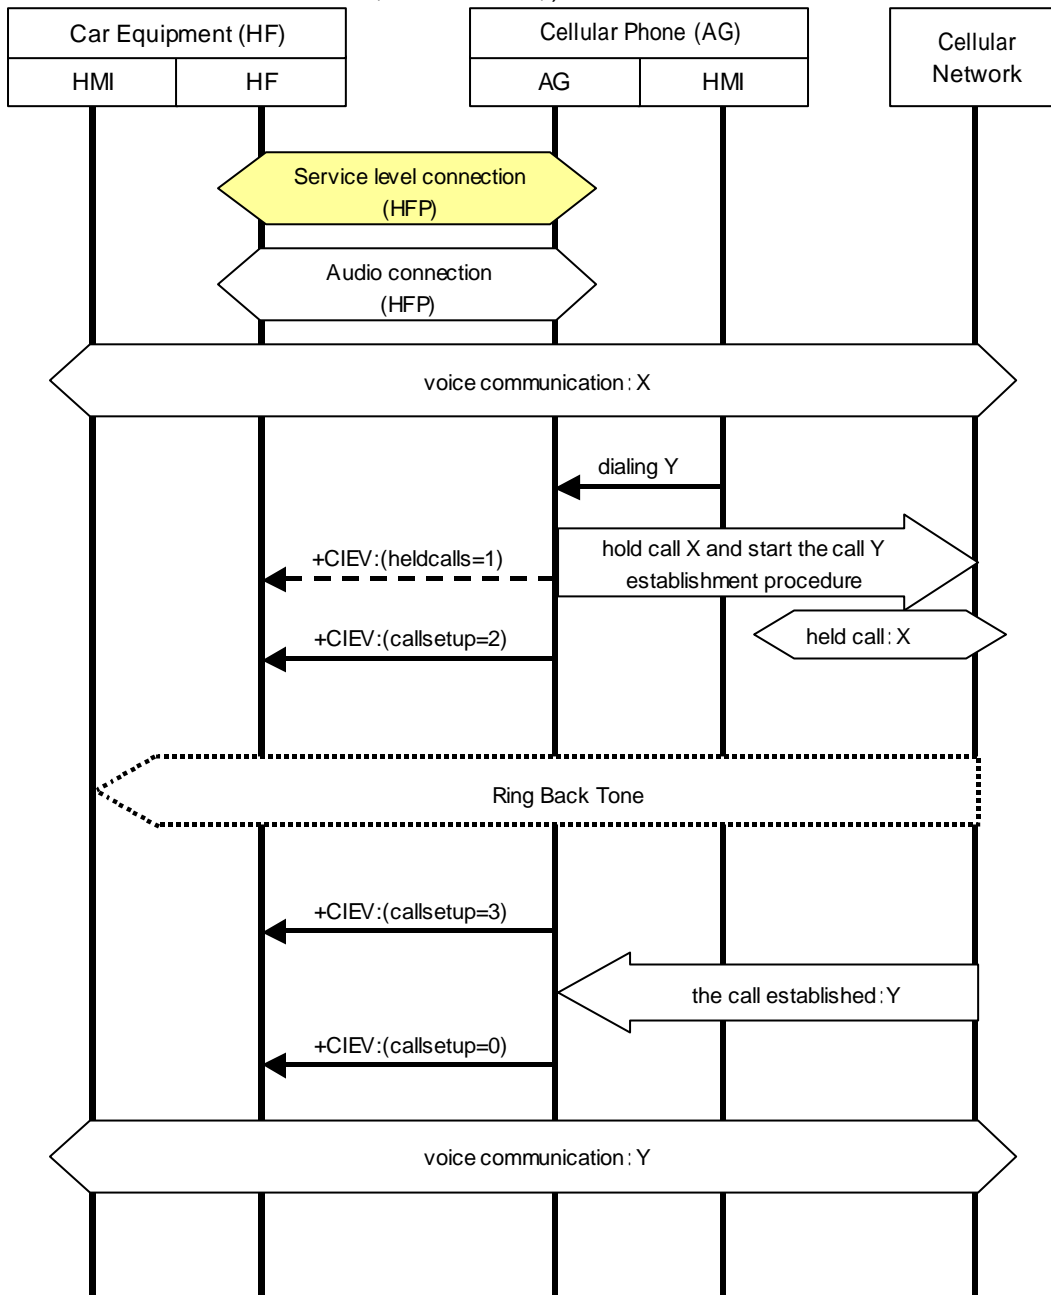 Car Equipment (HF)
Cellular Phone (AG)
Cellular
Network
HMI
HF
AG
HMI
Service level connection
(HFP)
Audio connection
(HFP)
voice communication: X
dialing Y
hold call X and start the call Y
establishment procedure
+CIEV:(heldcalls=1)
held call: X
+CIEV:(callsetup=2)
Ring Back Tone
+CIEV:(callsetup=3)
the call established: Y
+CIEV:(callsetup=0)
voice communication: Y